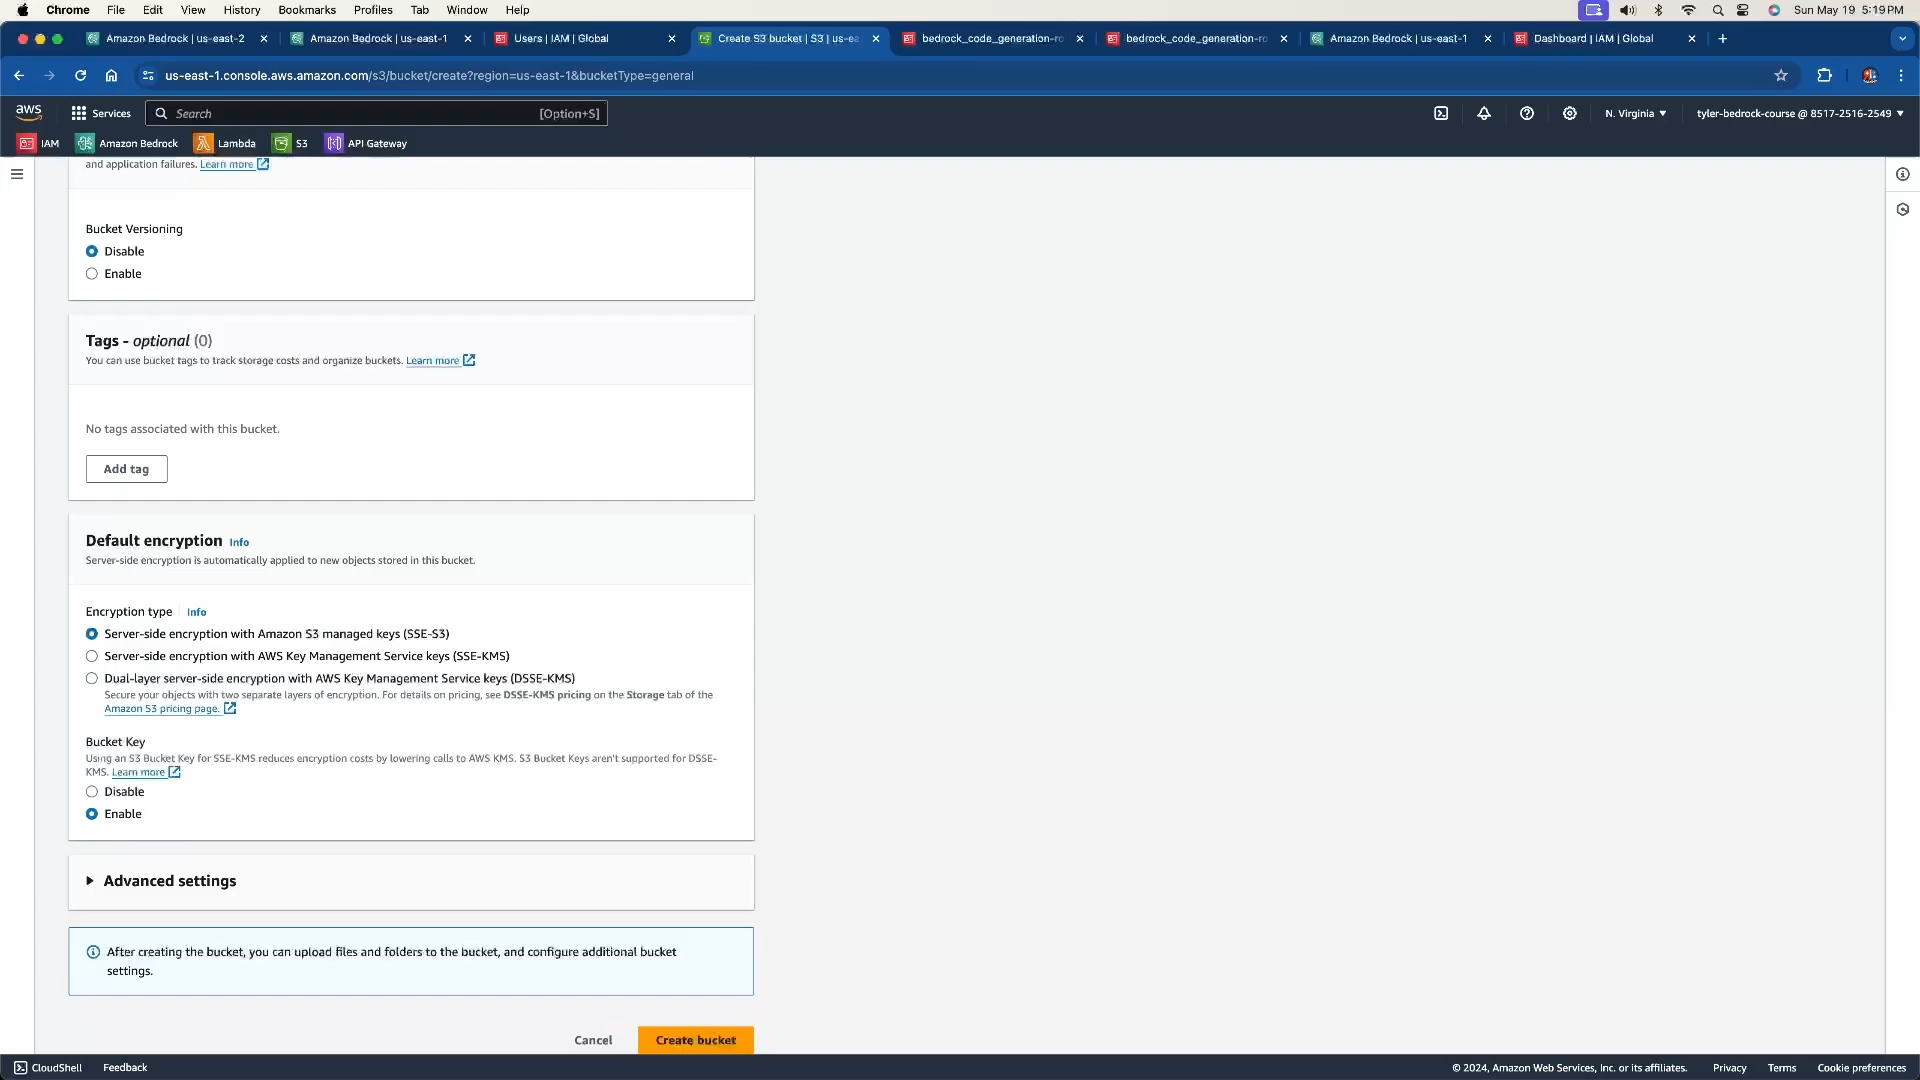 Chrome File Edit View History Bookmarks Profiles Tab Window Help Sun May 19 5:19PM
Amazon Bedrock | us-east-2 Amazon Bedrock | us-east-1 Users | IAM | Global Create S3 bucket | S3 | us-ea bedrock_code_generation-ro bedrock_code_generation-ro Amazon Bedrock | us-east-1 Dashboard | IAM | Global
us-east-1.console.aws.amazon.com/s3/bucket/create?region=us-east-1&bucketType=general
aws Services Search [Option+S] N. Virginia tyler-bedrock-course @ 8517-2516-2549
IAM Amazon Bedrock Lambda S3 API Gateway
and application failures. Learn more
Bucket Versioning
Disable
Enable
Tags - optional (0)
You can use bucket tags to track storage costs and organize buckets. Learn more
No tags associated with this bucket.
Add tag
Default encryption Info
Server-side encryption is automatically applied to new objects stored in this bucket.
Encryption type Info
Server-side encryption with Amazon S3 managed keys (SSE-S3)
Server-side encryption with AWS Key Management Service keys (SSE-KMS)
Dual-layer server-side encryption with AWS Key Management Service keys (DSSE-KMS)
Secure your objects with two separate layers of encryption. For details on pricing, see DSSE-KMS pricing on the Storage tab of the
Amazon S3 pricing page.
Bucket Key
Using an S3 Bucket Key for SSE-KMS reduces encryption costs by lowering calls to AWS KMS. S3 Bucket Keys aren't supported for DSSE-
KMS. Learn more
Disable
Enable
Advanced settings
After creating the bucket, you can upload files and folders to the bucket, and configure additional bucket
settings.
Cancel Create bucket
CloudShell Feedback © 2024, Amazon Web Services, Inc. or its affiliates. Privacy Terms Cookie preferences